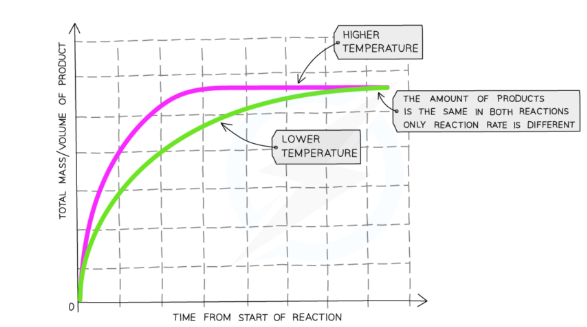 HIGHER
TEMPERATURE
THE AMOUNT OF PRODUCTS
IS THE SAME IN BOTH REACTIONS
ONLY REACTION RATE IS DIFFERENT
LOWER
TEMPERATURE
TOTAL MASS/VOLUME OF PRODUCT
0
TIME FROM START OF REACTION